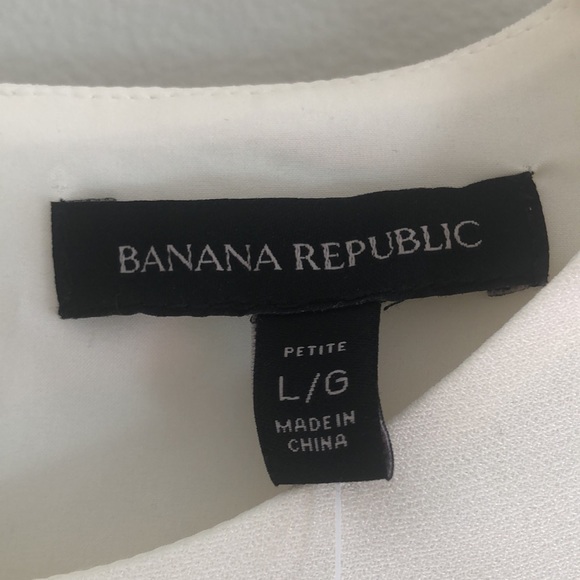 BANANA REPUBLIC
PETITE
L/G
MADE IN
CHINA